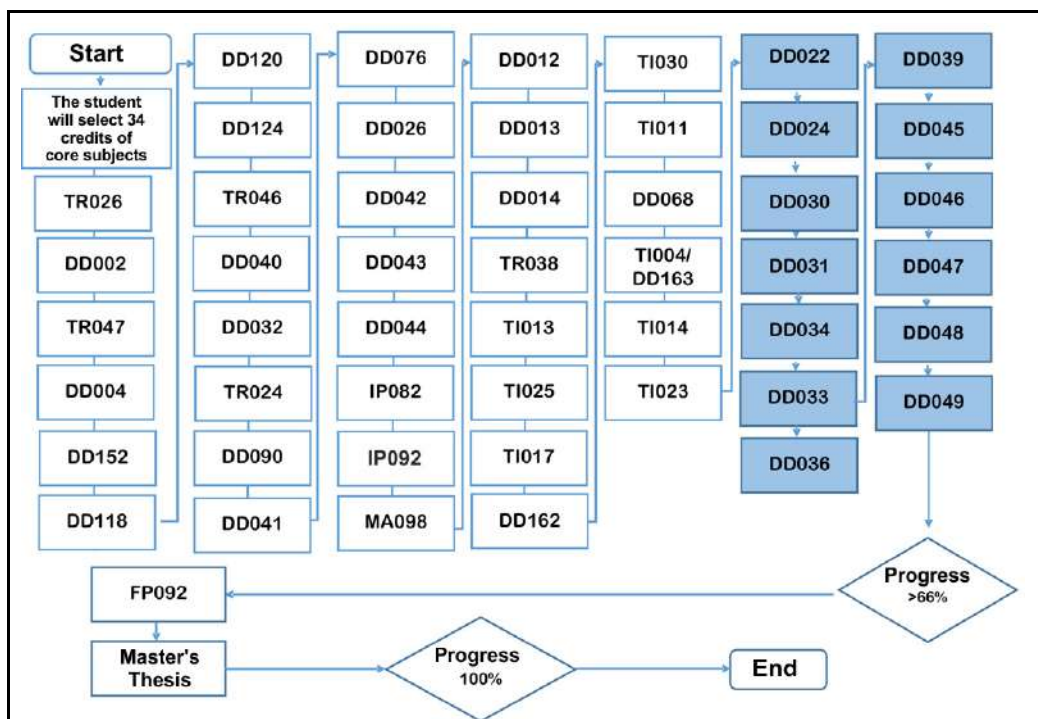 Start
The student
will select 34
credits of
core subjects
TR026
DD002
TR047
DD004
DD152
DD118
DD120
DD124
TR046
DD040
DD032
TR024
DD090
DD041
DD076
DD026
DD042
DD043
DD044
IP082
IP092
MA098
DD012
DD013
DD014
TR038
TI013
TI025
TI017
DD162
TI030
TI011
DD068
TI004/
DD163
TI014
TI023
DD022
DD024
DD030
DD031
DD034
DD033
DD036
DD039
DD045
DD046
DD047
DD048
DD049
Progress
>66%
FP092
Master's
Thesis
Progress
100%
End